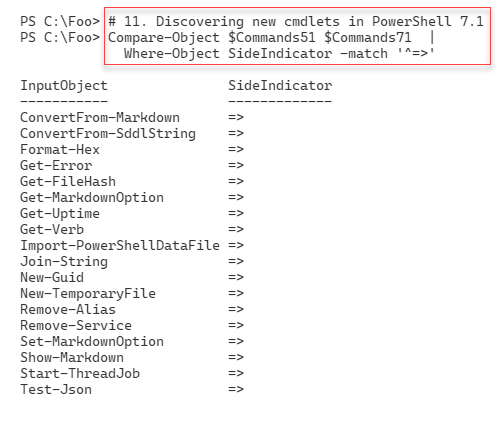 PS C:\Foo> # 11. Discovering new cmdlets in PowerShell 7.1
PS C:\Foo> Compare-Object $Commands51 $Commands71  |
             Where-Object SideIndicator -match '^=>'

InputObject               SideIndicator
-----------               -------------
ConvertFrom-Markdown      =>
ConvertFrom-SddlString    =>
Format-Hex                =>
Get-Error                 =>
Get-FileHash              =>
Get-MarkdownOption        =>
Get-Uptime                =>
Get-Verb                  =>
Import-PowerShellDataFile =>
Join-String               =>
New-Guid                  =>
New-TemporaryFile         =>
Remove-Alias              =>
Remove-Service            =>
Set-MarkdownOption        =>
Show-Markdown             =>
Start-ThreadJob           =>
Test-Json                 =>